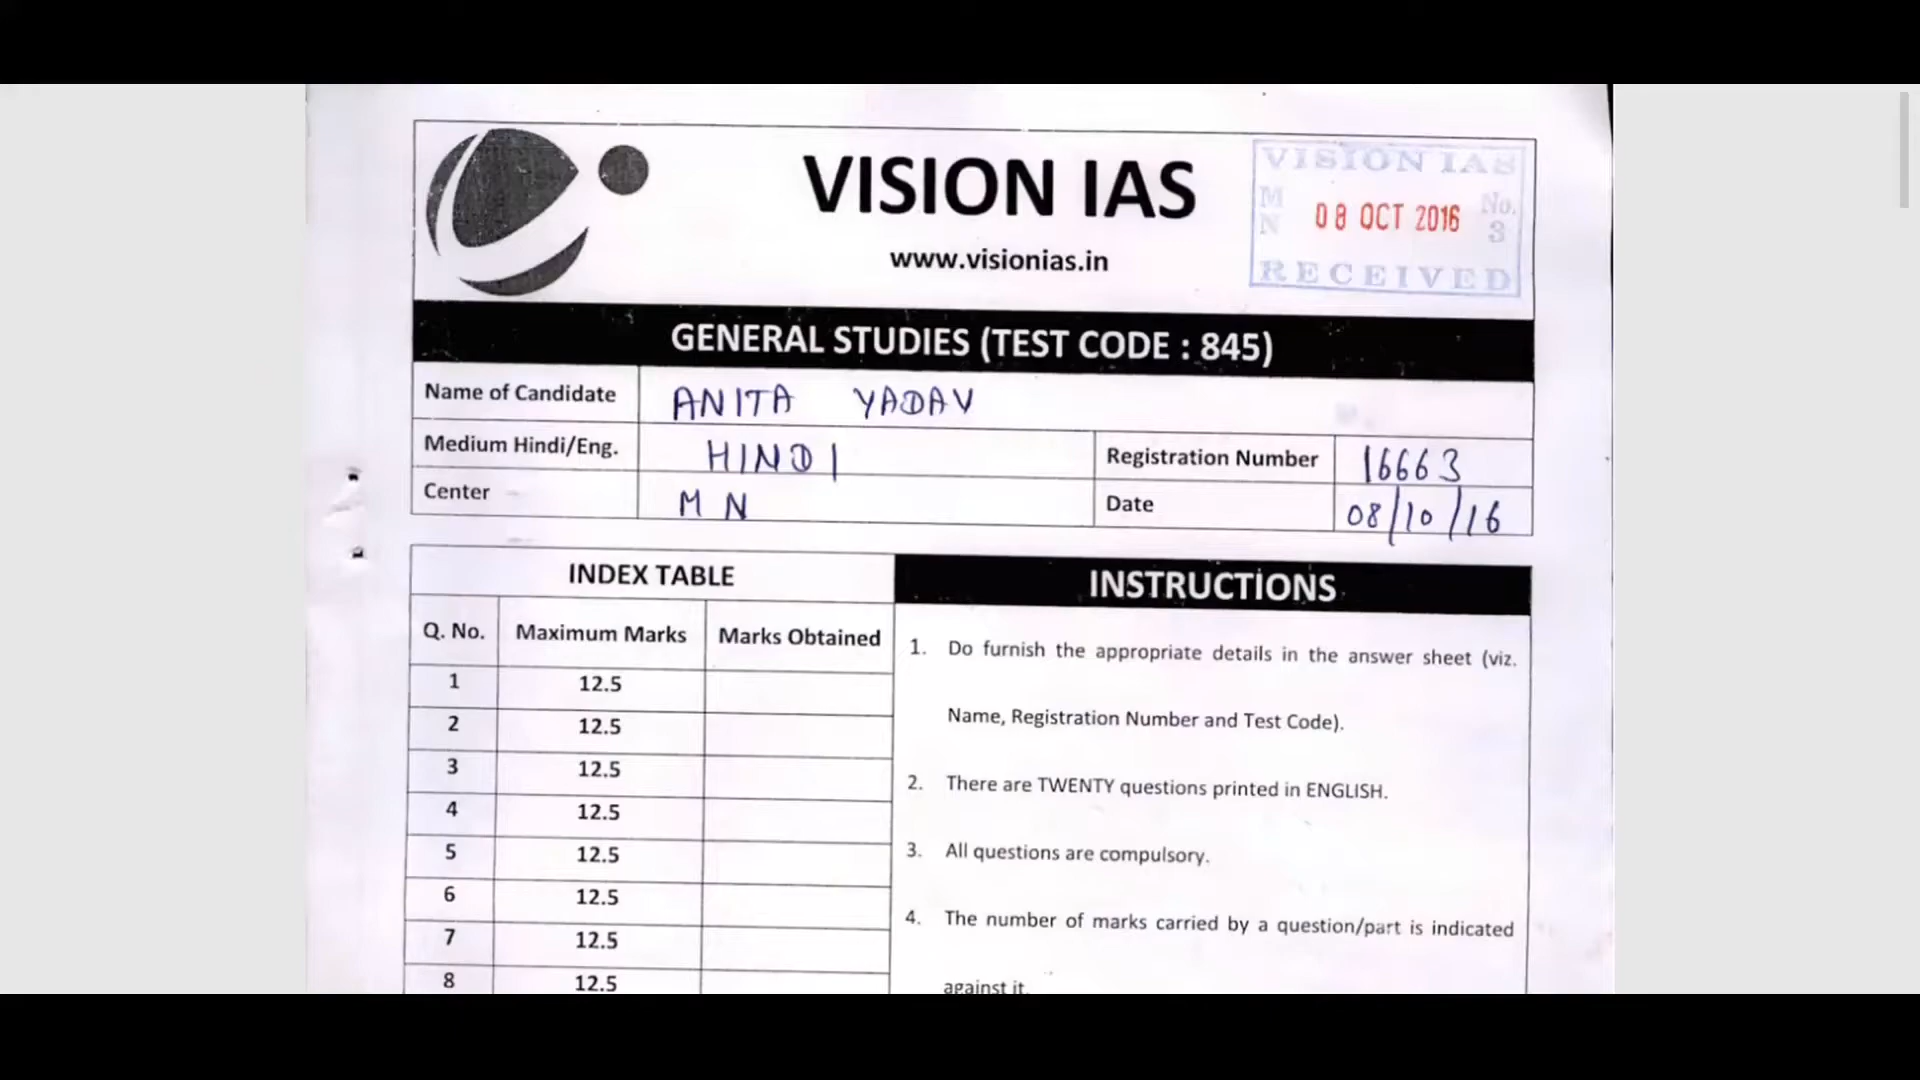 VISION IAS
www.visionias.in
VISION IAS
MN No. 3
08 OCT 2016
RECEIVED
GENERAL STUDIES (TEST CODE : 845)
Name of Candidate ANITA YADAV
Medium Hindi/Eng. HINDI Registration Number 16663
Center M N Date 08/10/16
INDEX TABLE
Q. No. Maximum Marks Marks Obtained
1 12.5
2 12.5
3 12.5
4 12.5
5 12.5
6 12.5
7 12.5
8 12.5
INSTRUCTIONS
1. Do furnish the appropriate details in the answer sheet (viz.
Name, Registration Number and Test Code).
2. There are TWENTY questions printed in ENGLISH.
3. All questions are compulsory.
4. The number of marks carried by a question/part is indicated
against it.